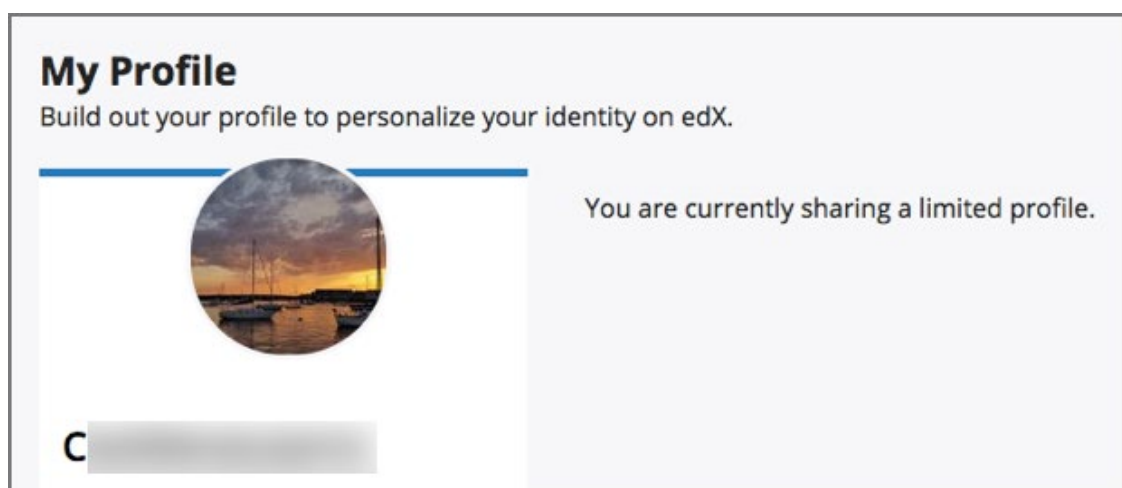 My Profile
Build out your profile to personalize your identity on edX.
You are currently sharing a limited profile.
C